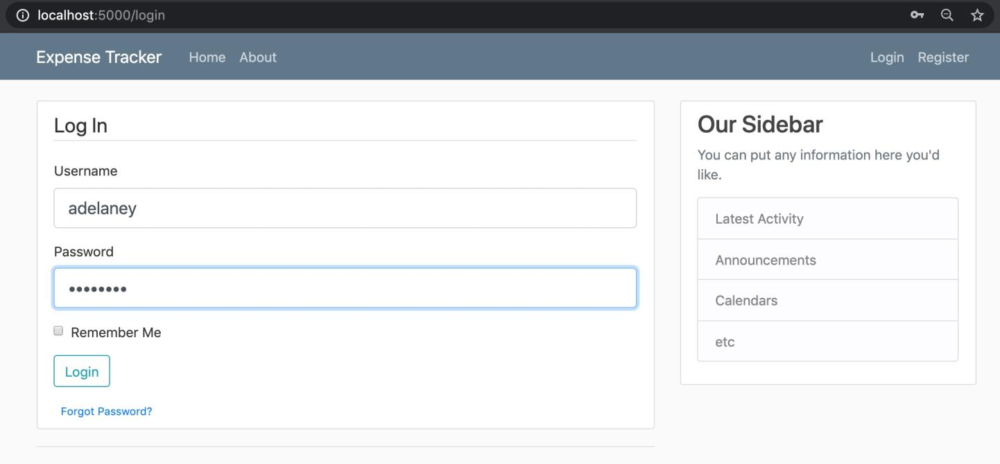 localhost:5000/login
Expense Tracker Home About Login Register
Log In
Username
adelaney
Password
••••••••
Remember Me
Login
Forgot Password?
Our Sidebar
You can put any information here you'd
like.
Latest Activity
Announcements
Calendars
etc